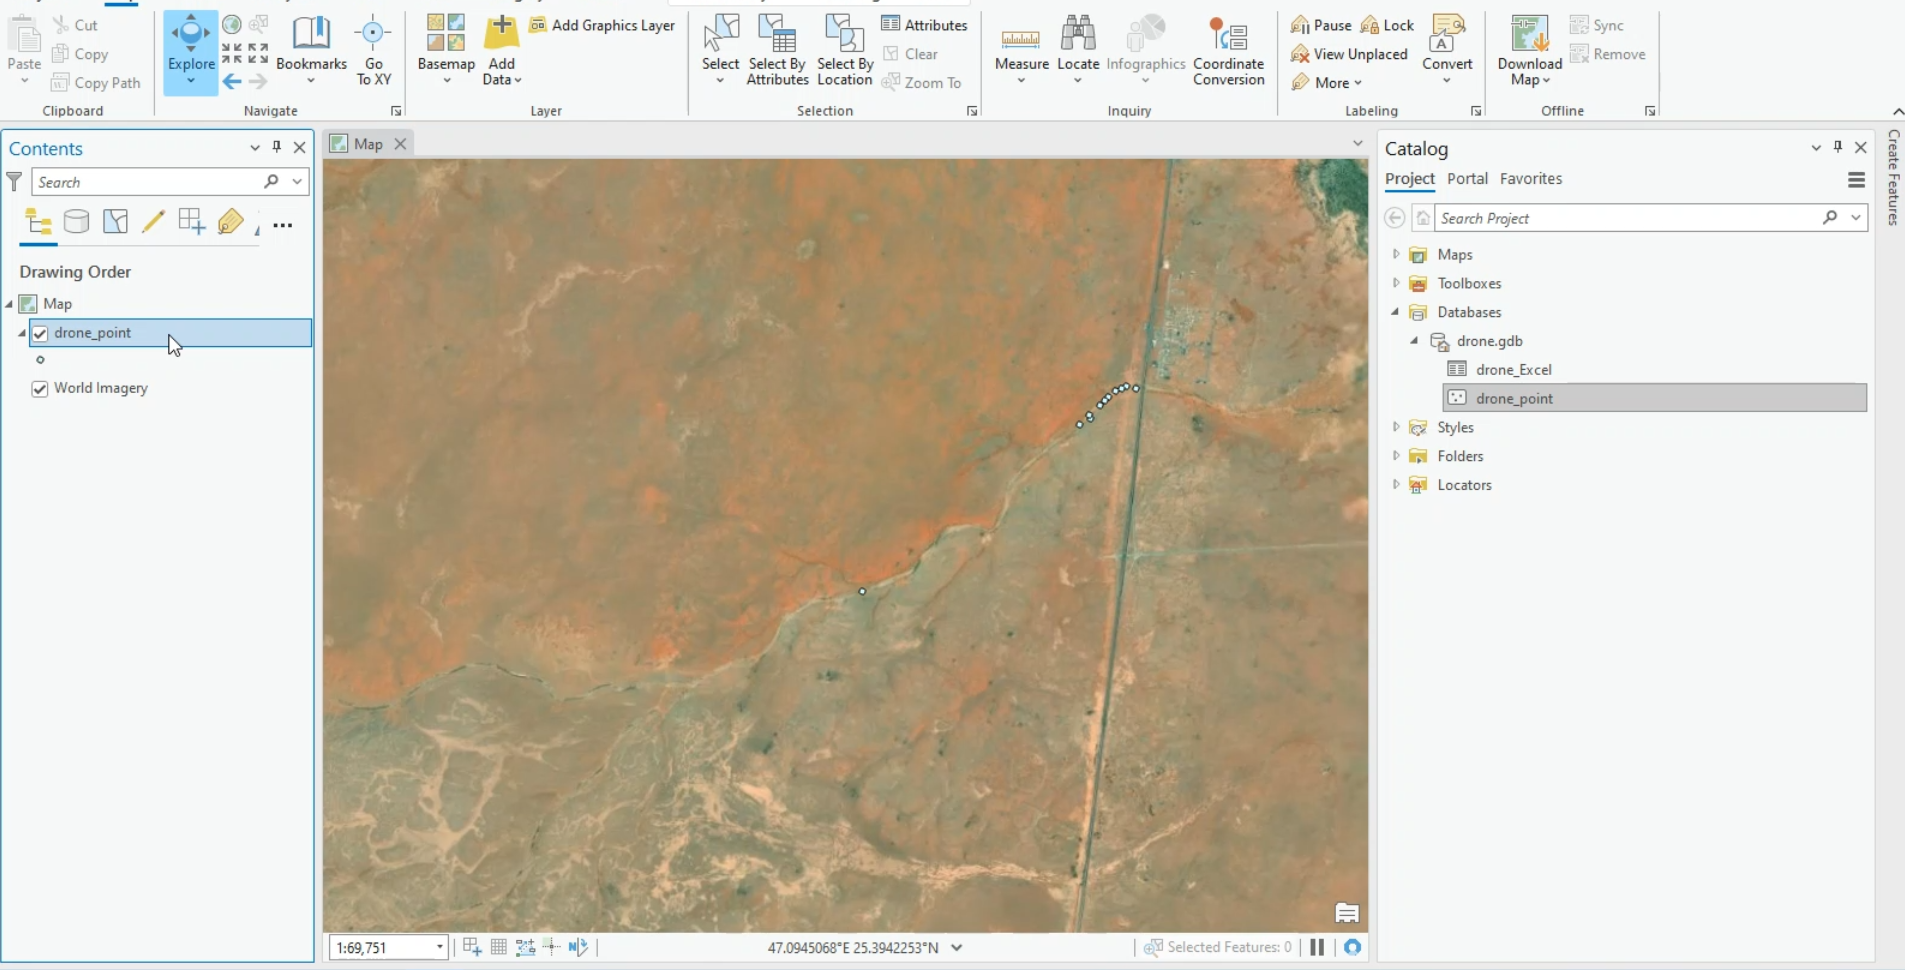 Paste
Cut
Copy
Copy Path
Clipboard
Explore
Bookmarks
Go
To XY
Navigate
Basemap
Add
Data
Add Graphics Layer
Layer
Select
Select By
Attributes
Select By
Location
Attributes
Clear
Zoom To
Selection
Measure
Locate
Infographics
Coordinate
Conversion
Inquiry
Pause
Lock
View Unplaced
More
Convert
Labeling
Download
Map
Sync
Remove
Offline
Contents
Search
Drawing Order
Map
drone_point
World Imagery
Map
1:69,751
47.0945068°E 25.3942253°N
Selected Features: 0
Catalog
Project Portal Favorites
Search Project
Maps
Toolboxes
Databases
drone.gdb
drone_Excel
drone_point
Styles
Folders
Locators
Create Features